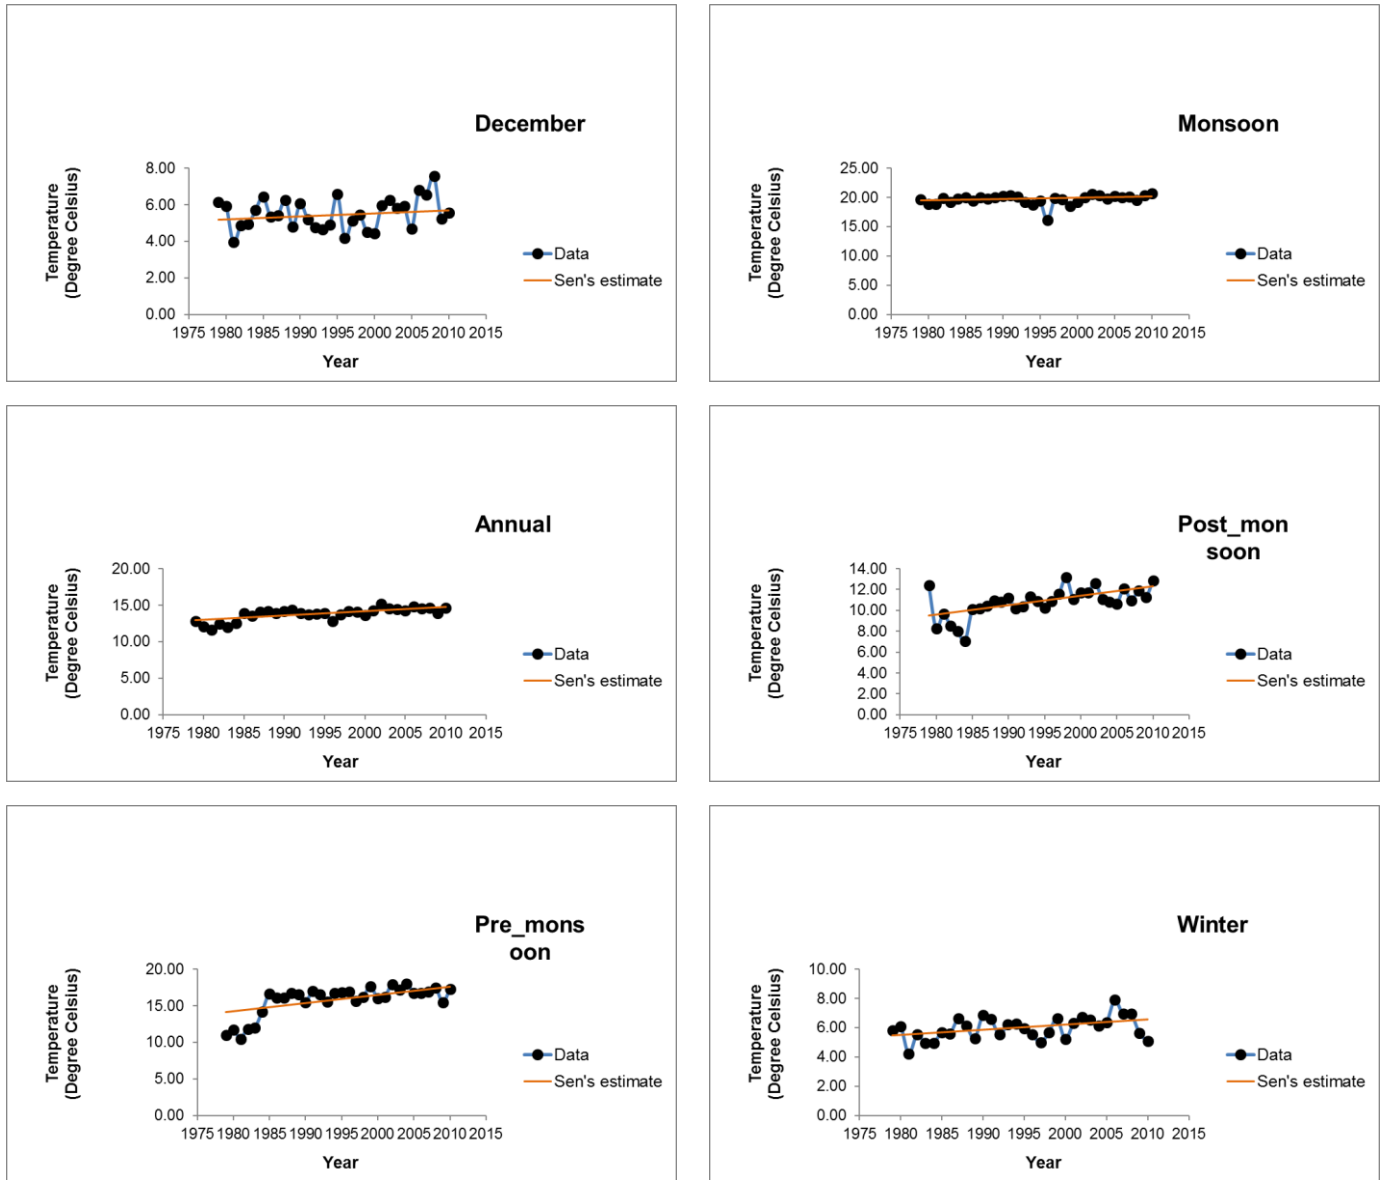 December
Temperature
(Degree Celsius)
8.00
6.00
4.00
2.00
0.00
1975 1980 1985 1990 1995 2000 2005 2010 2015
Year
Data
Sen's estimate
Monsoon
Temperature
(Degree Celsius)
25.00
20.00
15.00
10.00
5.00
0.00
1975 1980 1985 1990 1995 2000 2005 2010 2015
Year
Data
Sen's estimate
Annual
Temperature
(Degree Celsius)
20.00
15.00
10.00
5.00
0.00
1975 1980 1985 1990 1995 2000 2005 2010 2015
Year
Data
Sen's estimate
Post_mon
soon
Temperature
(Degree Celsius)
14.00
12.00
10.00
8.00
6.00
4.00
2.00
0.00
1975 1980 1985 1990 1995 2000 2005 2010 2015
Year
Data
Sen's estimate
Pre_mons
oon
Temperature
(Degree Celsius)
20.00
15.00
10.00
5.00
0.00
1975 1980 1985 1990 1995 2000 2005 2010 2015
Year
Data
Sen's estimate
Winter
Temperature
(Degree Celsius)
10.00
8.00
6.00
4.00
2.00
0.00
1975 1980 1985 1990 1995 2000 2005 2010 2015
Year
Data
Sen's estimate